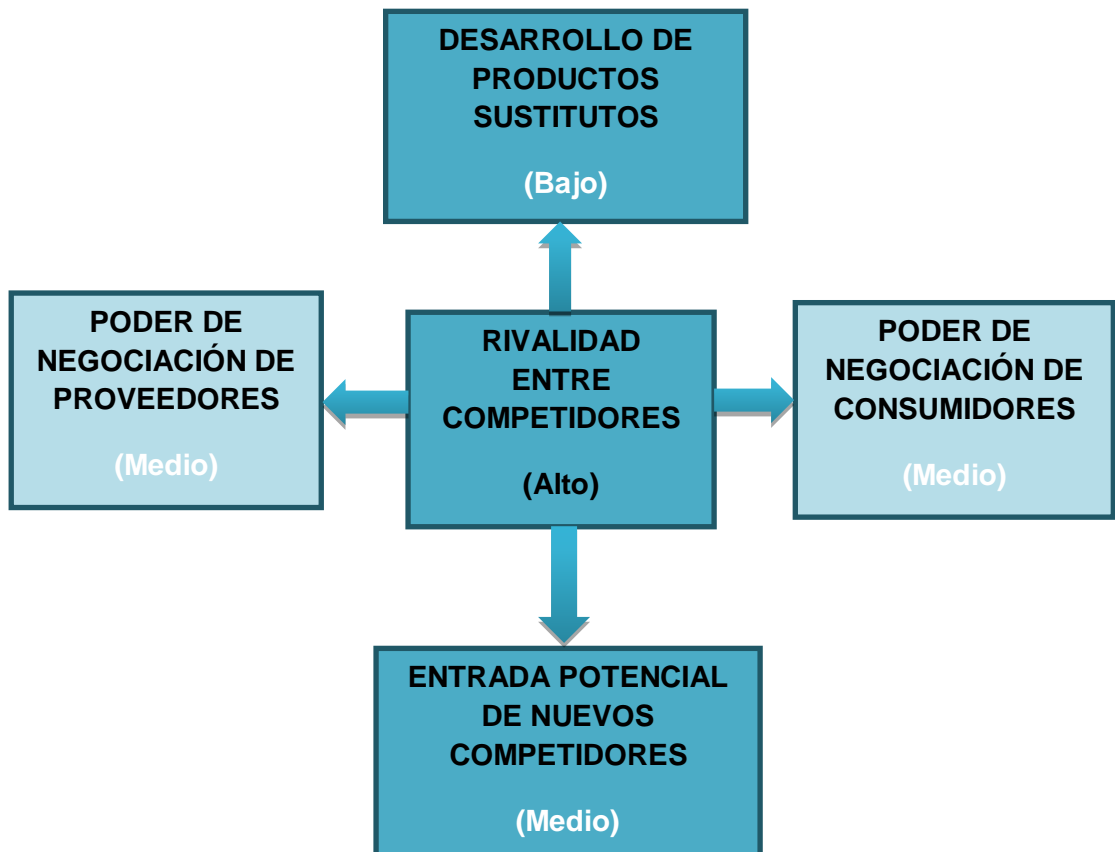 DESARROLLO DE
PRODUCTOS
SUSTITUTOS
(Bajo)
PODER DE
NEGOCIACIÓN DE
PROVEEDORES
(Medio)
RIVALIDAD
ENTRE
COMPETIDORES
(Alto)
PODER DE
NEGOCIACIÓN DE
CONSUMIDORES
(Medio)
ENTRADA POTENCIAL
DE NUEVOS
COMPETIDORES
(Medio)